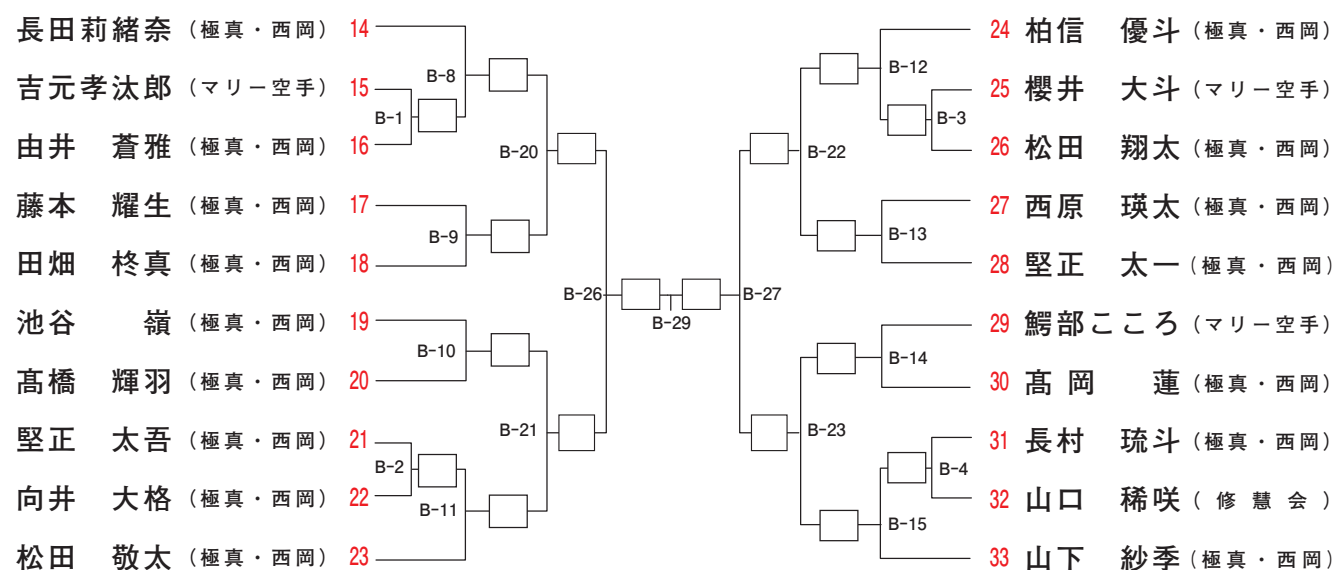 長田莉緒奈（極真・西岡） 14
吉元孝汰郎（マリー空手） 15
由井　蒼雅（極真・西岡） 16
藤本　耀生（極真・西岡） 17
田畑　柊真（極真・西岡） 18
池谷　　嶺（極真・西岡） 19
髙橋　輝羽（極真・西岡） 20
堅正　太吾（極真・西岡） 21
向井　大格（極真・西岡） 22
松田　敬太（極真・西岡） 23
B-8
B-1
B-20
B-9
B-26
B-10
B-21
B-2
B-11
B-29
B-12
B-3
B-22
B-13
B-27
B-14
B-23
B-4
B-15
24 柏信　優斗（極真・西岡）
25 櫻井　大斗（マリー空手）
26 松田　翔太（極真・西岡）
27 西原　瑛太（極真・西岡）
28 堅正　太一（極真・西岡）
29 鰐部こころ（マリー空手）
30 髙岡　　蓮（極真・西岡）
31 長村　琉斗（極真・西岡）
32 山口　稀咲（修慧会）
33 山下　紗季（極真・西岡）